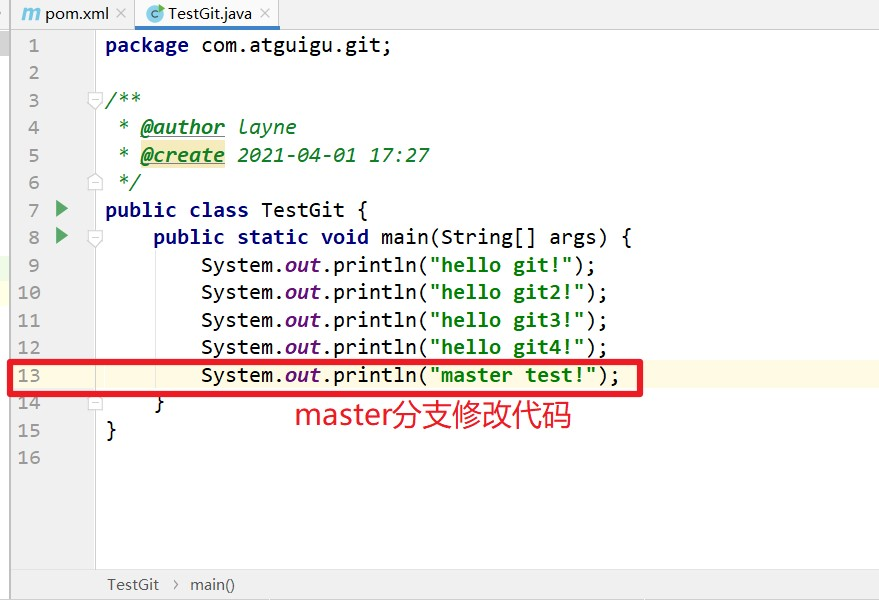 m pom.xml × C TestGit.java ×
1 package com.atguigu.git;
2
3 /**
4 * @author layne
5 * @create 2021-04-01 17:27
6 */
7 public class TestGit {
8 public static void main(String[] args) {
9 System.out.println("hello git!");
10 System.out.println("hello git2!");
11 System.out.println("hello git3!");
12 System.out.println("hello git4!");
13 System.out.println("master test!");
14 }
master分支修改代码
15 }
16
TestGit > main()